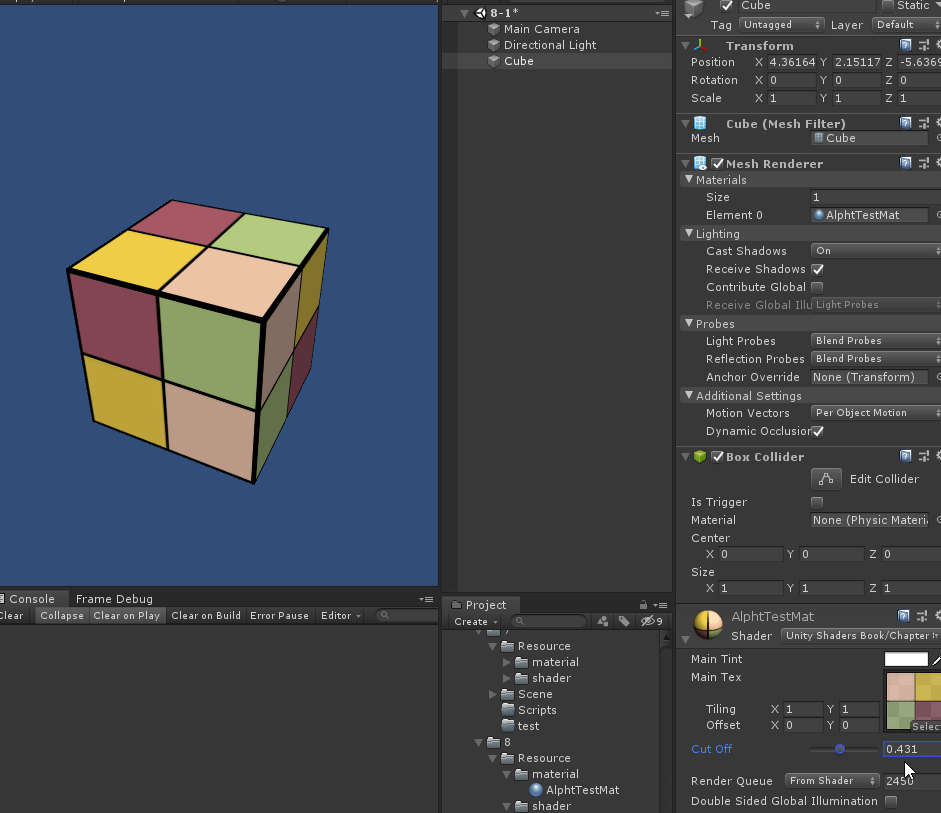 8-1*
Main Camera
Directional Light
Cube
Console
Frame Debug
Clear
Collapse
Clear on Play
Clear on Build
Error Pause
Editor
Project
Create
9
Resource
material
shader
Scene
Scripts
test
8
Resource
material
AlphtTestMat
shader
Cube Static
Tag Untagged Layer Default
Transform
Position X 4.36164 Y 2.15117 Z -5.6369
Rotation X 0 Y 0 Z 0
Scale X 1 Y 1 Z 1
Cube (Mesh Filter)
Mesh Cube
Mesh Renderer
Materials
Size 1
Element 0 AlphtTestMat
Lighting
Cast Shadows On
Receive Shadows
Contribute Global
Receive Global Illu Light Probes
Probes
Light Probes Blend Probes
Reflection Probes Blend Probes
Anchor Override None (Transform)
Additional Settings
Motion Vectors Per Object Motion
Dynamic Occlusion
Box Collider
Edit Collider
Is Trigger
Material None (Physic Materi
Center
X 0 Y 0 Z 0
Size
X 1 Y 1 Z 1
AlphtTestMat
Shader Unity Shaders Book/Chapter
Main Tint
Main Tex
Tiling X 1 Y 1
Offset X 0 Y 0
Select
Cut Off 0.431
Render Queue From Shader 2450
Double Sided Global Illumination